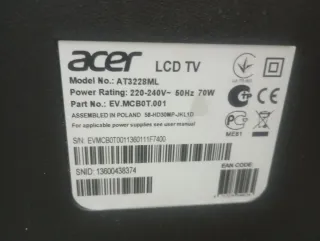 acer LCD TV
Model No.: AT3228ML
Power Rating: 220-240V~ 50Hz 70W
Part No.: EV.MCB0T.001
ASSEMBLED IN POLAND
For applicable power supplies see user manual
ME61
S/N: EVMCB0T0011360111F7400
EAN CODE:
SNID: 13600438374